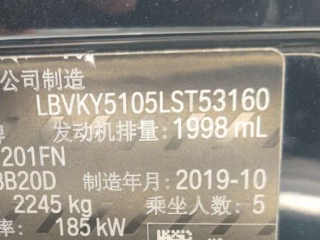 公司制造
LBVKY5105LST53160
发动机排量: 1998 mL
201FN
B20D 制造年月: 2019-10
2245 kg 乘坐人数: 5
率: 185 kW